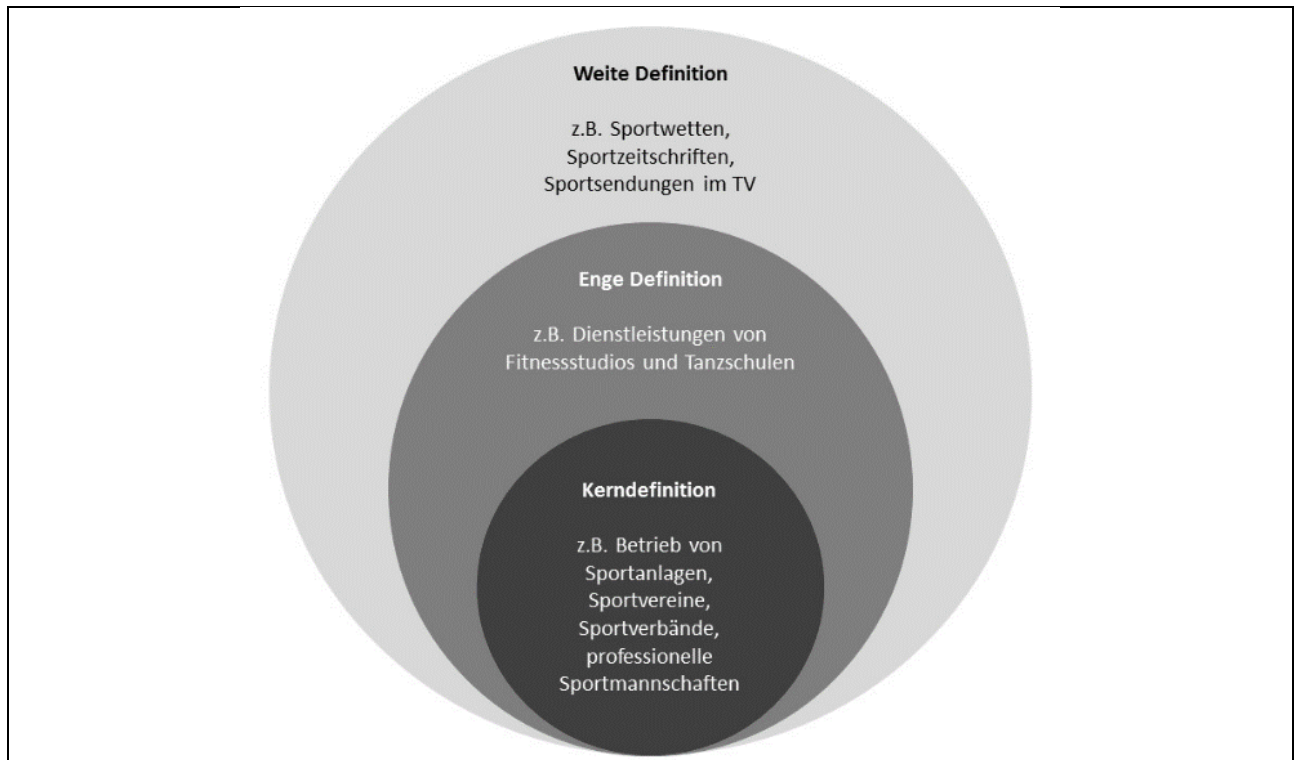 Weite Definition
z.B. Sportwetten,
Sportzeitschriften,
Sportsendungen im TV
Enge Definition
z.B. Dienstleistungen von
Fitnessstudios und Tanzschulen
Kerndefinition
z.B. Betrieb von
Sportanlagen,
Sportvereine,
Sportverbände,
professionelle
Sportmannschaften